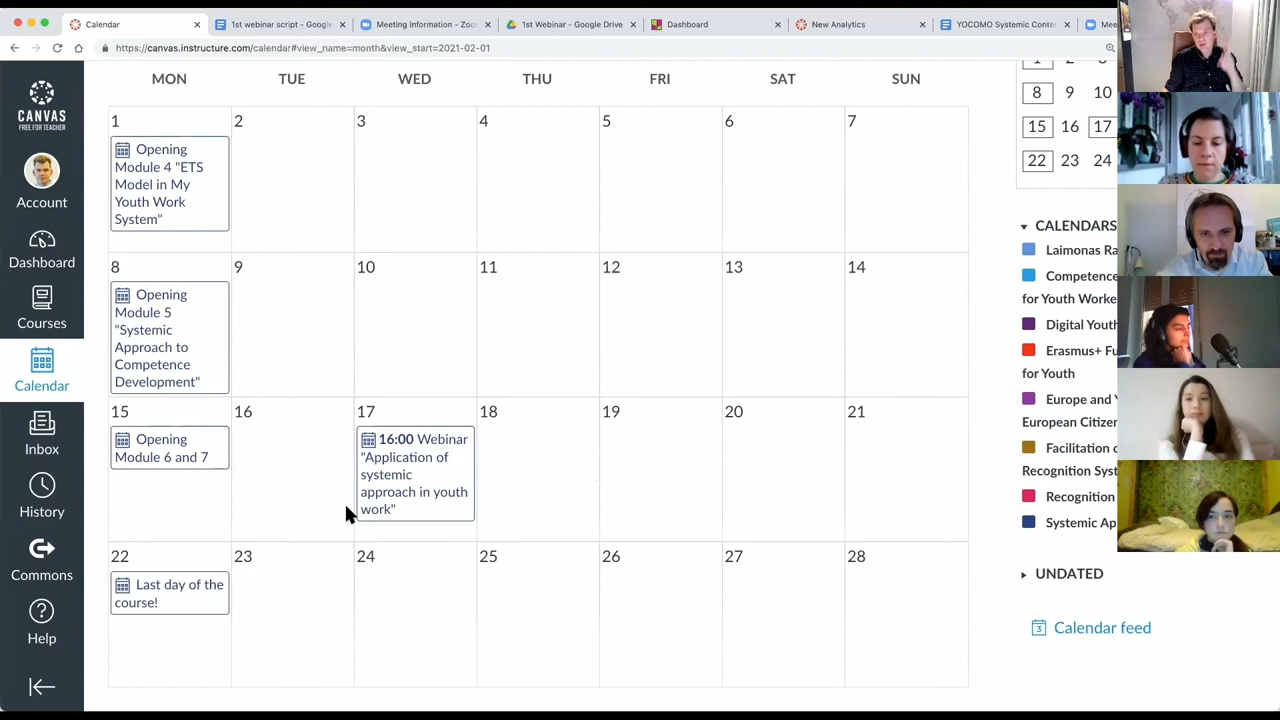 Calendar
1st webinar script - Google
Meeting Information - Zoo
1st Webinar - Google Drive
Dashboard
New Analytics
YOCOMO Systemic Conte
Mee
https://canvas.instructure.com/calendar#view_name=month&view_start=2021-02-01
CANVAS
FREE FOR TEACHER
Account
Dashboard
Courses
Calendar
Inbox
History
Commons
Help
MON TUE WED THU FRI SAT SUN
1 2 3 4 5 6 7
Opening
Module 4 "ETS
Model in My
Youth Work
System"
8 9 10 11 12 13 14
Opening
Module 5
"Systemic
Approach to
Competence
Development"
15 16 17 18 19 20 21
Opening
Module 6 and 7
16:00 Webinar
"Application of
systemic
approach in youth
work"
22 23 24 25 26 27 28
Last day of the
course!
8 9 10
15 16 17
22 23 24
CALENDARS
Laimonas Ra
Competence
for Youth Worke
Digital Youth
Erasmus+ Fu
for Youth
Europe and Y
European Citizen
Facilitation
Recognition Syst
Recognition
Systemic Ap
UNDATED
3
Calendar feed